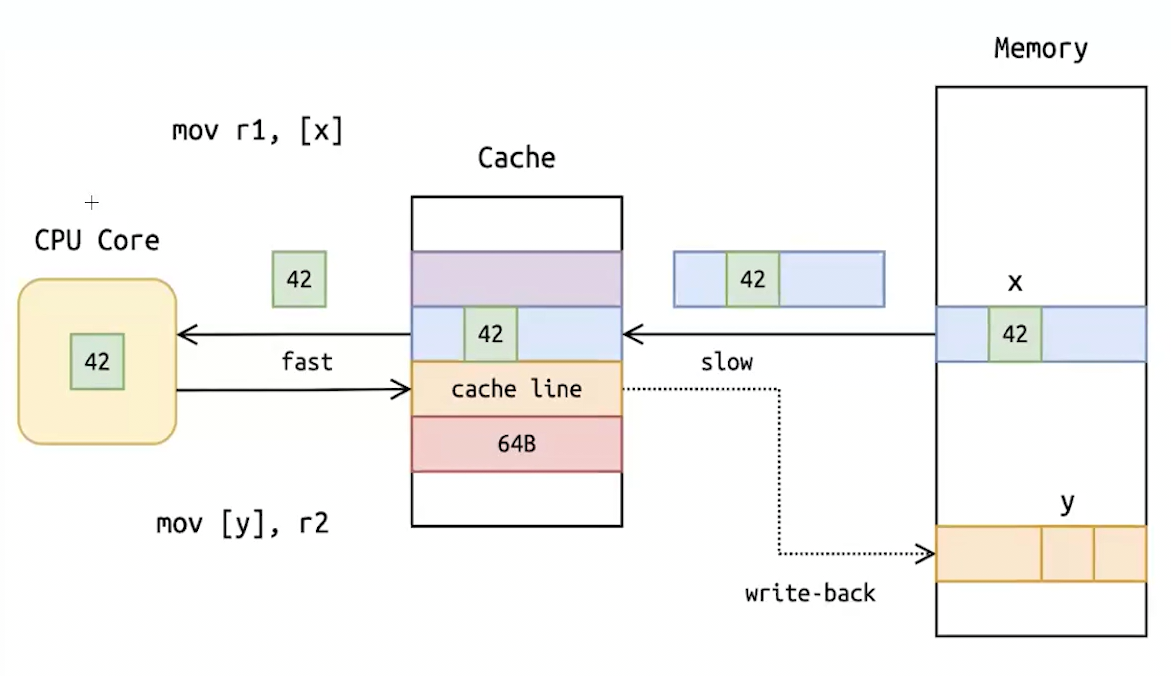 Memory
mov r1, [x]
Cache
CPU Core
42
42
x
42
42
42
fast
slow
cache line
64B
y
mov [y], r2
write-back